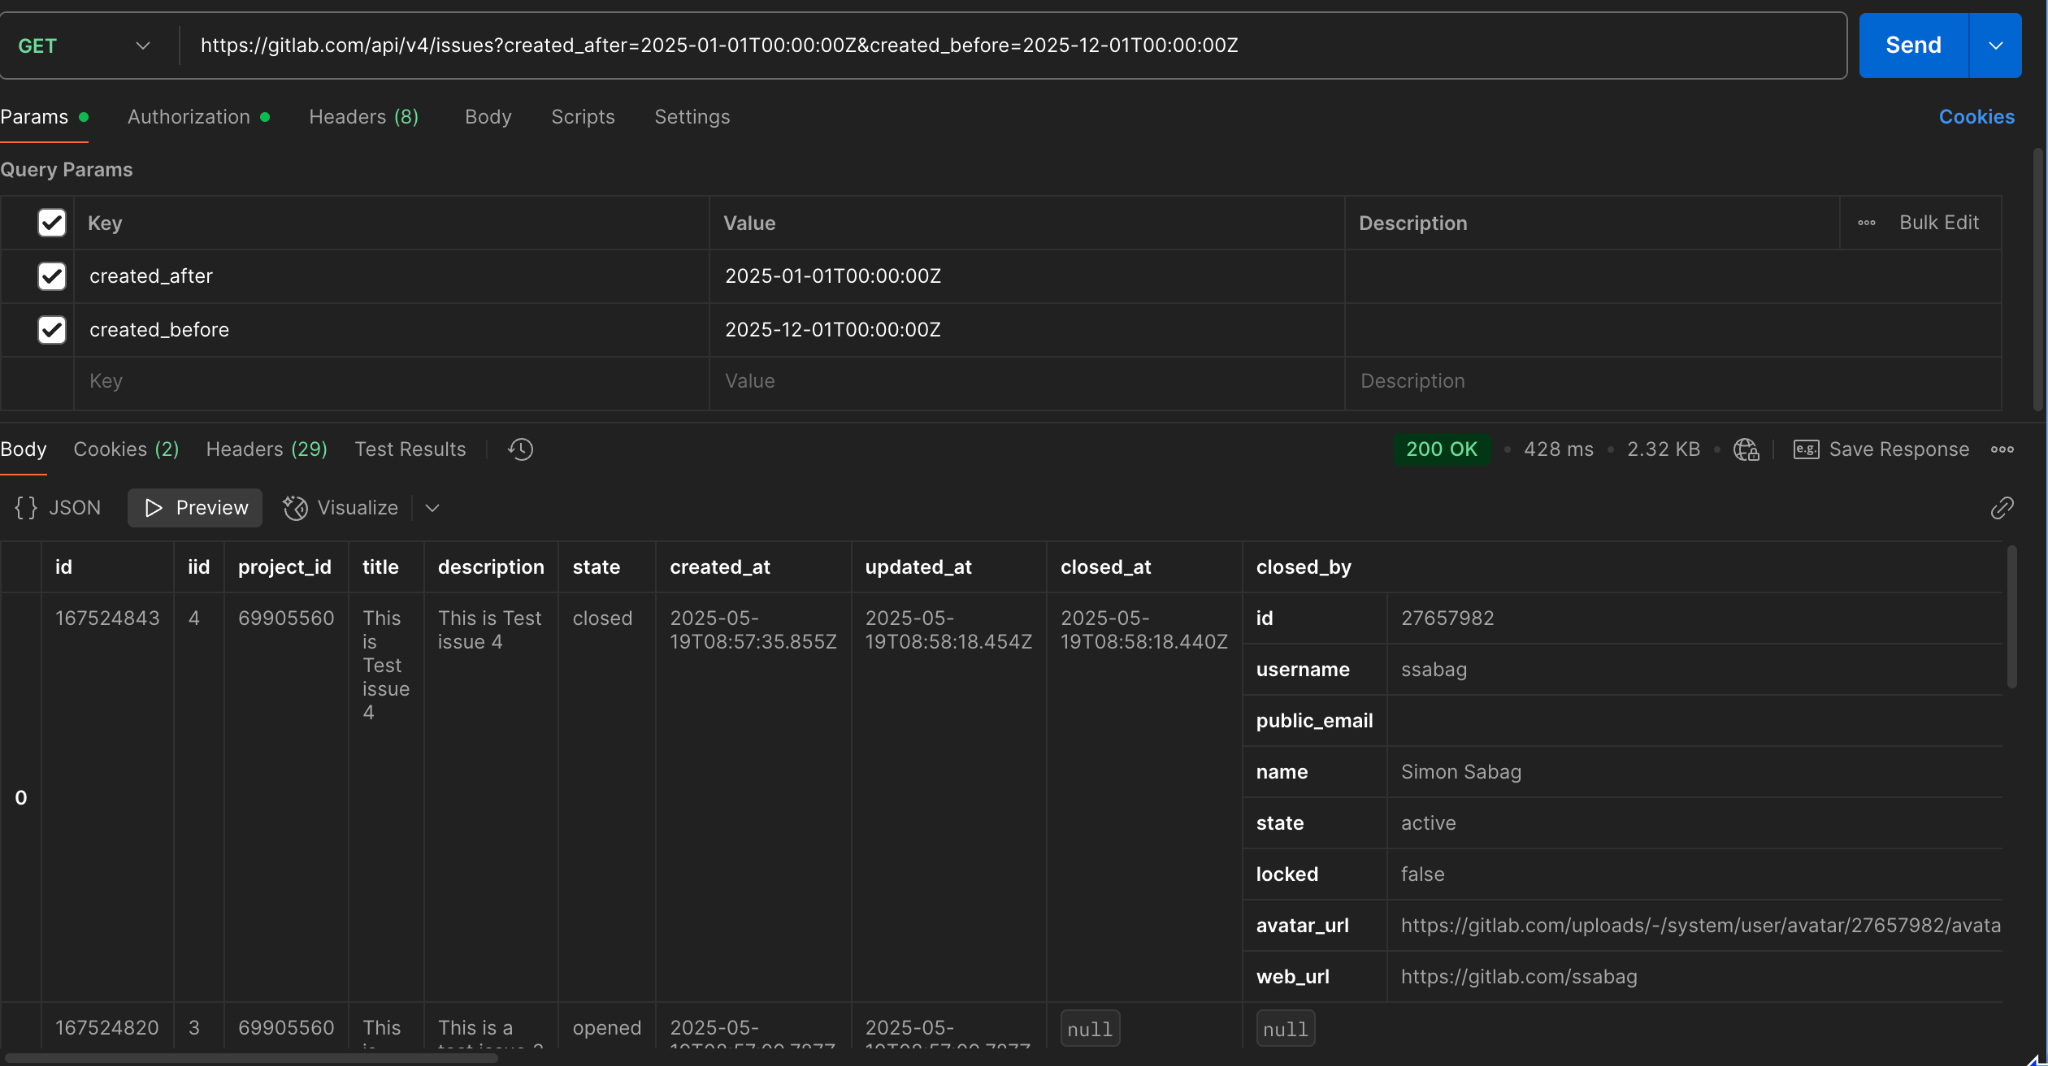 GET
https://gitlab.com/api/v4/issues?created_after=2025-01-01T00:00:00Z&created_before=2025-12-01T00:00:00Z
Send
Params Authorization Headers (8) Body Scripts Settings Cookies
Query Params
Key Value Description Bulk Edit
created_after 2025-01-01T00:00:00Z
created_before 2025-12-01T00:00:00Z
Key Value Description
Body Cookies (2) Headers (29) Test Results 200 OK 428 ms 2.32 KB e.g. Save Response
{} JSON Preview Visualize
id iid project_id title description state created_at updated_at closed_at closed_by
0
167524843 4 69905560 This is Test issue 4 This is Test issue 4 closed 2025-05-19T08:57:35.855Z 2025-05-19T08:58:18.454Z 2025-05-19T08:58:18.440Z
id 27657982
username ssabag
public_email
name Simon Sabag
state active
locked false
avatar_url https://gitlab.com/uploads/-/system/user/avatar/27657982/avata
web_url https://gitlab.com/ssabag
167524820 3 69905560 This This is a opened 2025-05- 2025-05- null null